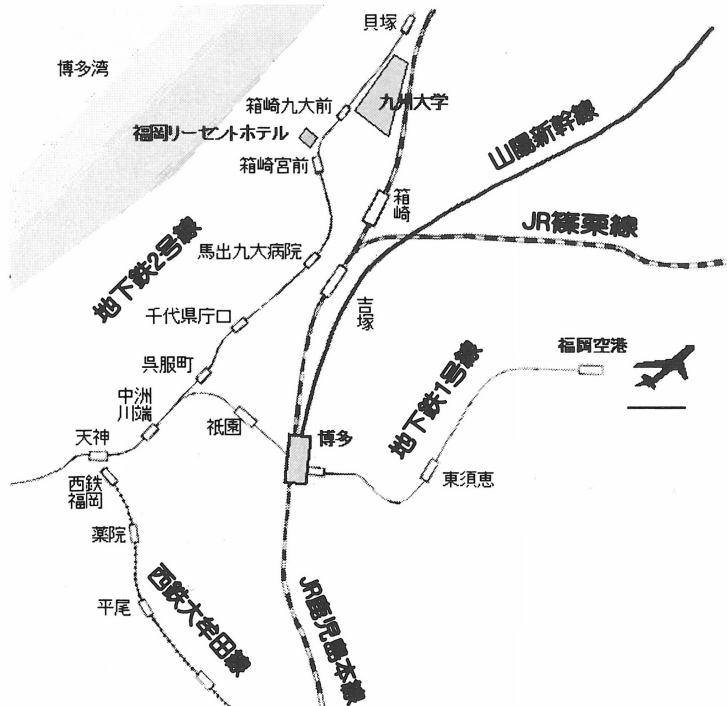 貝塚
博多湾
九州大学
箱崎九大前
福岡リーセントホテル
箱崎宮前
山陽新幹線
箱崎
JR篠栗線
馬出九大病院
地下鉄2号線
吉塚
千代県庁口
福岡空港
呉服町
地下鉄1号線
中洲
川端
祇園
博多
天神
東須恵
西鉄
福岡
薬院
西鉄大牟田線
平尾
JR鹿児島本線